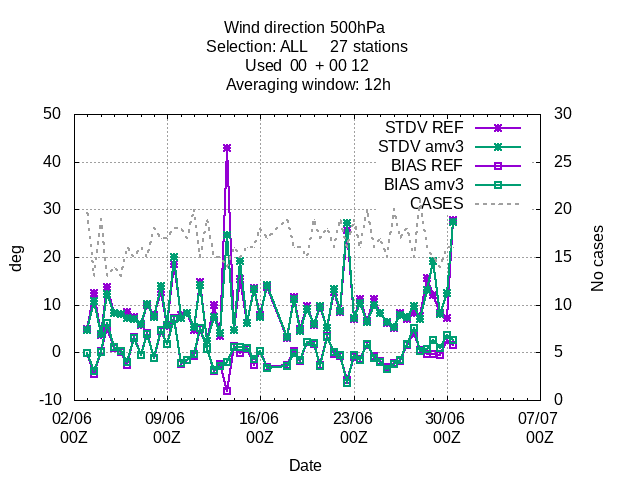 Wind direction 500hPa
Selection: ALL 27 stations
Used 00 + 00 12
Averaging window: 12h
50 30
STDV REF
STDV amv3
40 25
BIAS REF
BIAS amv3
30 20
CASES
20 15
10 10
0 5
-10 0
deg
No cases
02/06 09/06 16/06 23/06 30/06 07/07
00Z 00Z 00Z 00Z 00Z 00Z
Date